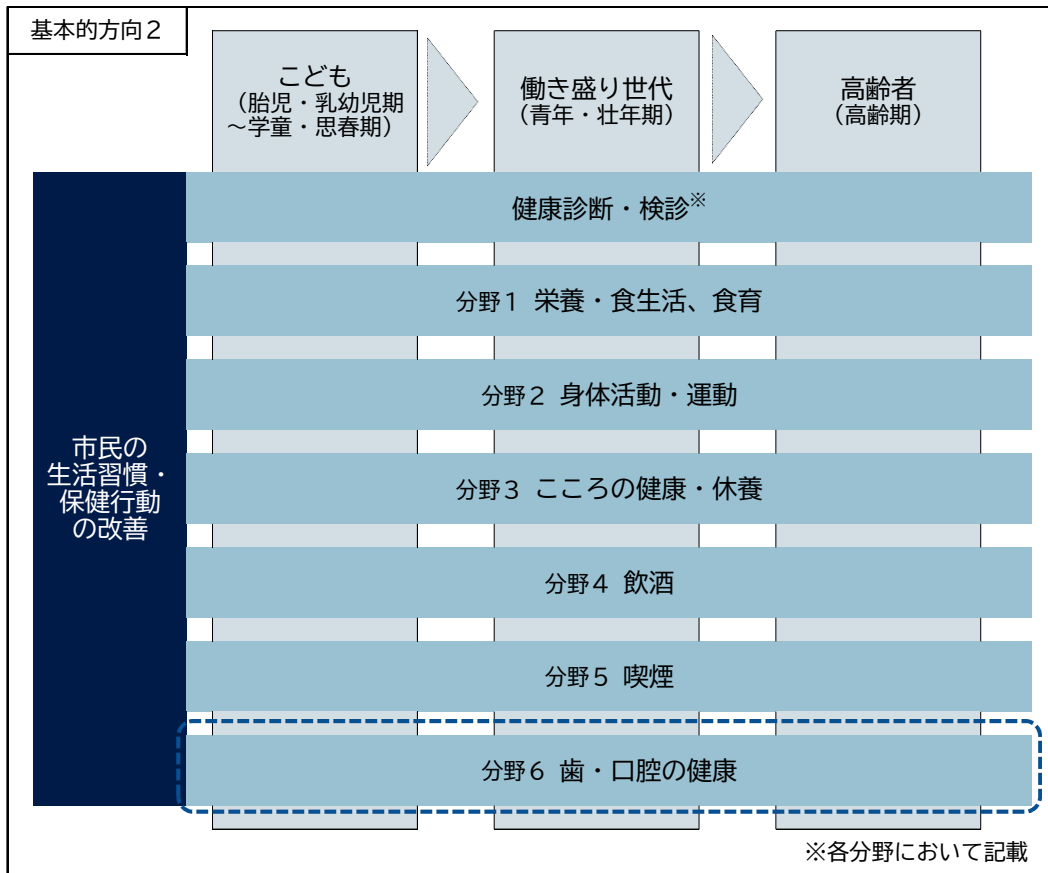 基本的方向２
こども
（胎児・乳幼児期
～学童・思春期）
働き盛り世代
（青年・壮年期）
高齢者
（高齢期）
市民の
生活習慣・
保健行動
の改善
健康診断・検診※
分野１ 栄養・食生活、食育
分野２ 身体活動・運動
分野３ こころの健康・休養
分野４ 飲酒
分野５ 喫煙
分野６ 歯・口腔の健康
※各分野において記載